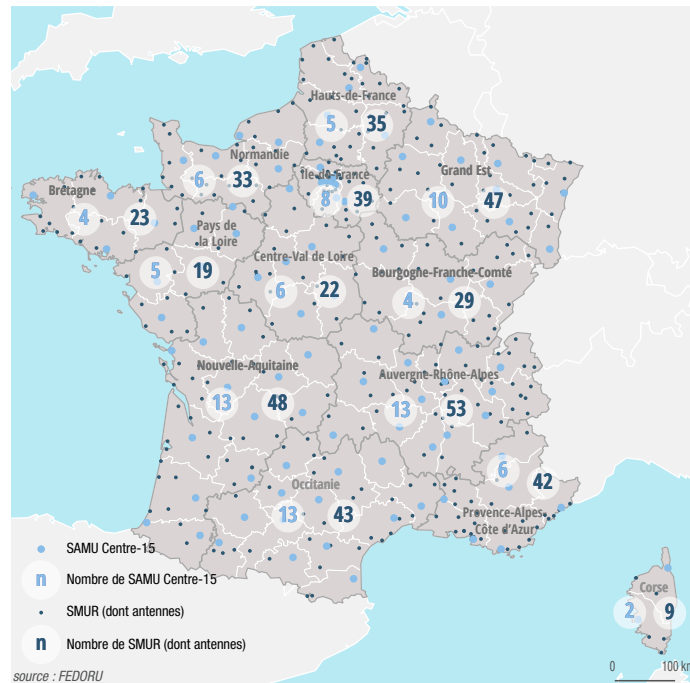 Hauts-de-France
5 35
Normandie
6 33
Île-de-France
8 39
Grand Est
10 47
Bretagne
4 23
Pays de
la Loire
5 19
Centre-Val de Loire
6 22
Bourgogne-Franche-Comté
4 29
Nouvelle-Aquitaine
13 48
Auvergne-Rhône-Alpes
13 53
Occitanie
13 43
6 42
Provence-Alpes-
Côte d'Azur
Corse
2 9
SAMU Centre-15
n Nombre de SAMU Centre-15
SMUR (dont antennes)
n Nombre de SMUR (dont antennes)
source : FEDORU
0 100 km